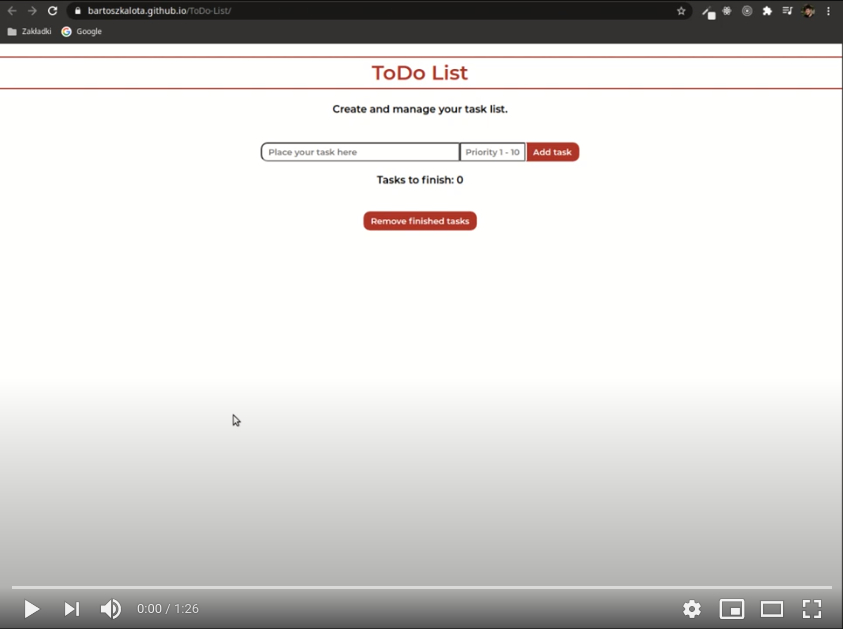 bartoszkalota.github.io/ToDo-List/
Zakładki Google
ToDo List
Create and manage your task list.
Place your task here Priority 1 - 10 Add task
Tasks to finish: 0
Remove finished tasks
0:00 / 1:26